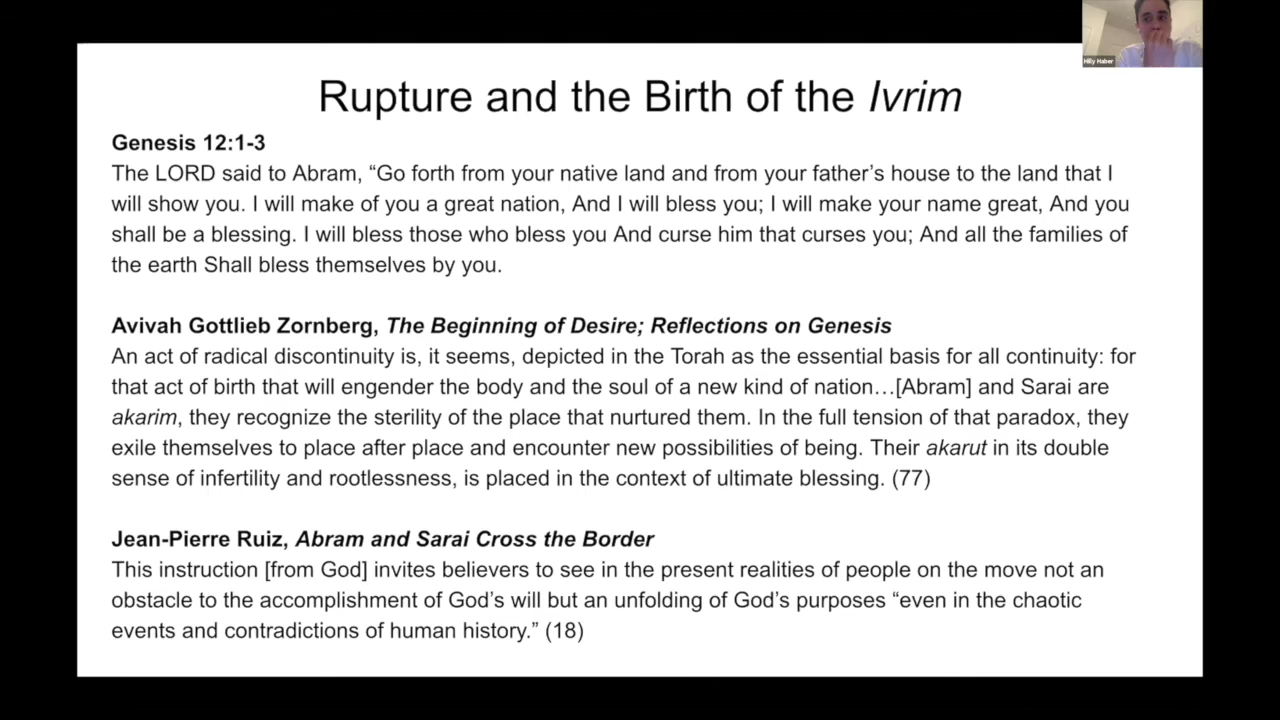 Hilly Haber
Rupture and the Birth of the Ivrim
Genesis 12:1-3
The LORD said to Abram, “Go forth from your native land and from your father’s house to the land that I
will show you. I will make of you a great nation, And I will bless you; I will make your name great, And you
shall be a blessing. I will bless those who bless you And curse him that curses you; And all the families of
the earth Shall bless themselves by you.
Avivah Gottlieb Zornberg, The Beginning of Desire; Reflections on Genesis
An act of radical discontinuity is, it seems, depicted in the Torah as the essential basis for all continuity: for
that act of birth that will engender the body and the soul of a new kind of nation…[Abram] and Sarai are
akarim, they recognize the sterility of the place that nurtured them. In the full tension of that paradox, they
exile themselves to place after place and encounter new possibilities of being. Their akarut in its double
sense of infertility and rootlessness, is placed in the context of ultimate blessing. (77)
Jean-Pierre Ruiz, Abram and Sarai Cross the Border
This instruction [from God] invites believers to see in the present realities of people on the move not an
obstacle to the accomplishment of God’s will but an unfolding of God’s purposes “even in the chaotic
events and contradictions of human history.” (18)